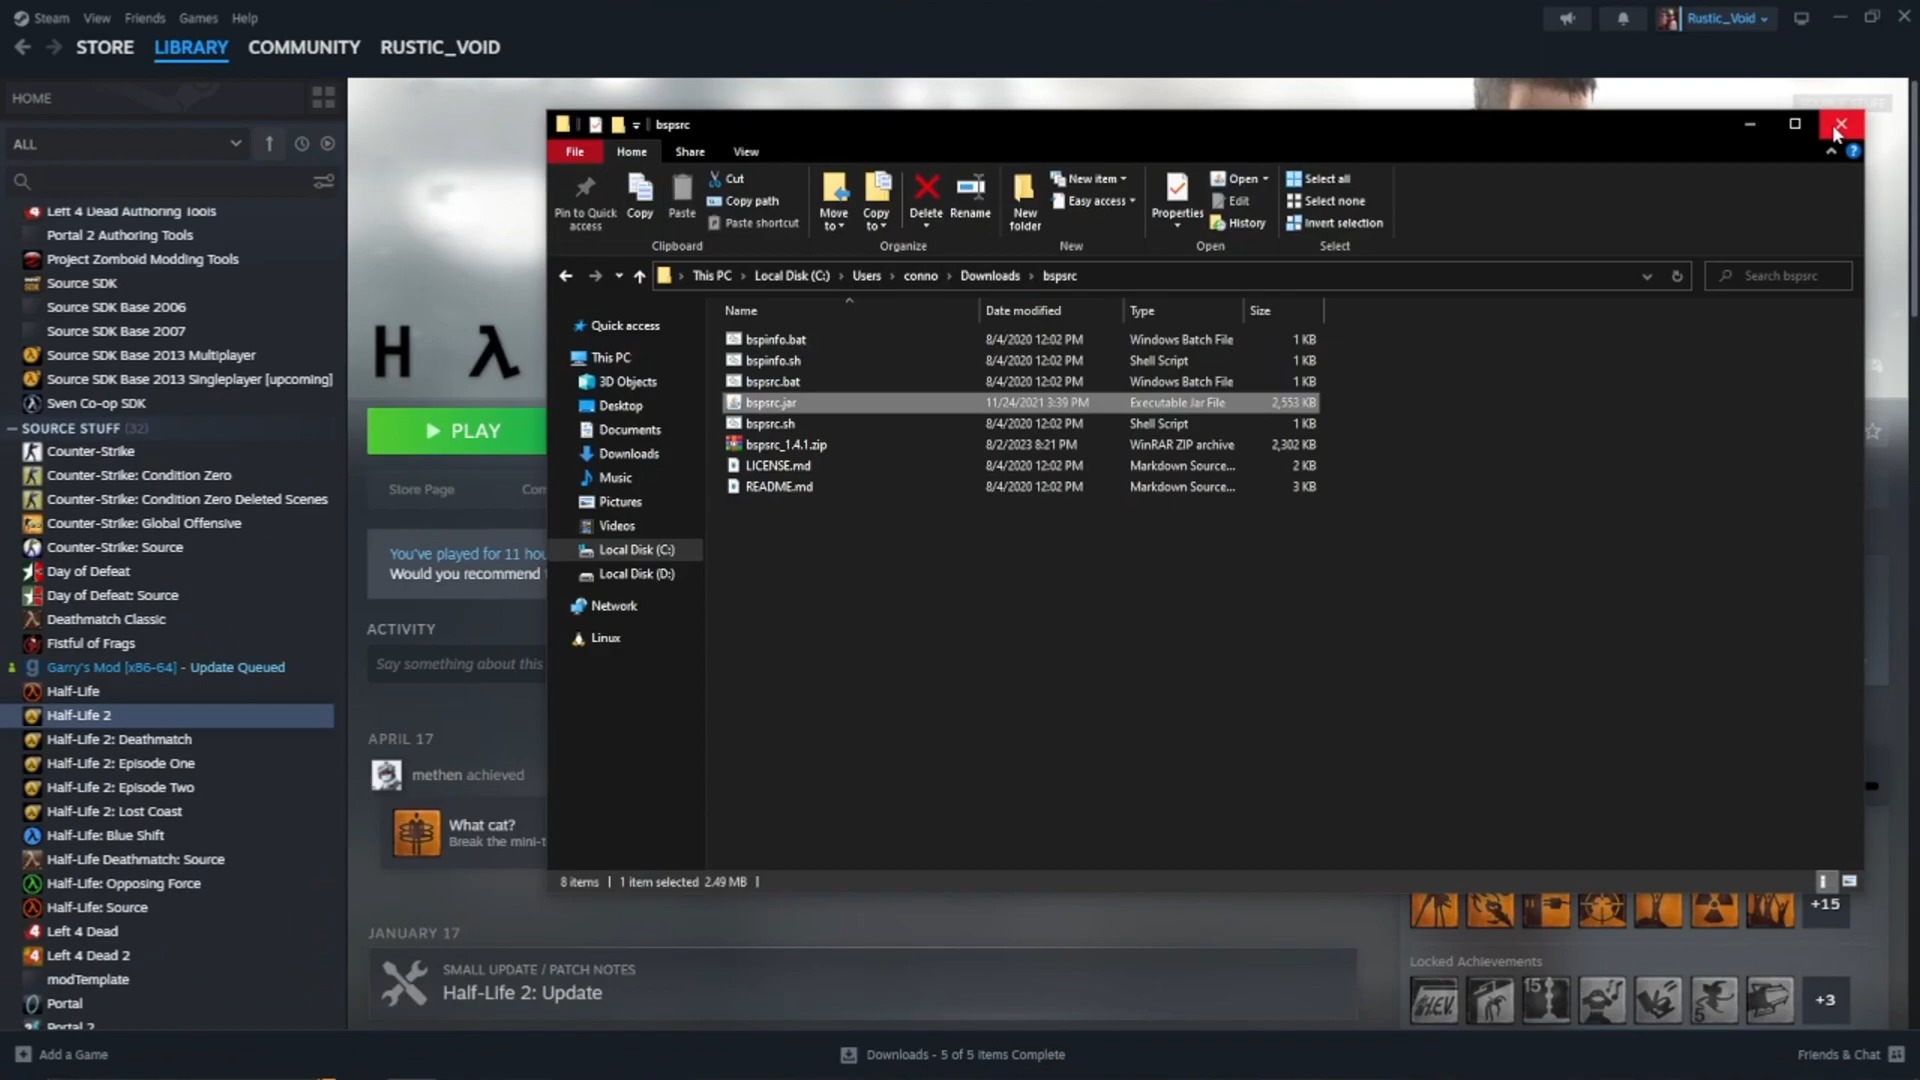 Steam View Friends Games Help
Rustic_Void
STORE LIBRARY COMMUNITY RUSTIC_VOID
HOME
ALL
Left 4 Dead Authoring Tools
Portal 2 Authoring Tools
Project Zomboid Modding Tools
Source SDK
Source SDK Base 2006
Source SDK Base 2007
Source SDK Base 2013 Multiplayer
Source SDK Base 2013 Singleplayer [upcoming]
Sven Co-op SDK
SOURCE STUFF (32)
Counter-Strike
Counter-Strike: Condition Zero
Counter-Strike: Condition Zero Deleted Scenes
Counter-Strike: Global Offensive
Counter-Strike: Source
Day of Defeat
Day of Defeat: Source
Deathmatch Classic
Fistful of Frags
Garry's Mod [x86-64] - Update Queued
Half-Life
Half-Life 2
Half-Life 2: Deathmatch
Half-Life 2: Episode One
Half-Life 2: Episode Two
Half-Life 2: Lost Coast
Half-Life: Blue Shift
Half-Life Deathmatch: Source
Half-Life: Opposing Force
Half-Life: Source
Left 4 Dead
Left 4 Dead 2
modTemplate
Portal
Portal 2
Add a Game
H λ
PLAY
Store Page Com
You've played for 11 hou
Would you recommend
ACTIVITY
Say something about this
APRIL 17
methen achieved
What cat?
Break the mini-t
JANUARY 17
SMALL UPDATE / PATCH NOTES
Half-Life 2: Update
bspsrc
File Home Share View
Pin to Quick access
Copy
Paste
Cut
Copy path
Paste shortcut
Clipboard
Move to
Copy to
Delete
Rename
Organize
New folder
New item
Easy access
New
Properties
Open
Edit
History
Open
Select all
Select none
Invert selection
Select
This PC Local Disk (C:) Users conno Downloads bspsrc
Search bspsrc
Quick access
This PC
3D Objects
Desktop
Documents
Downloads
Music
Pictures
Videos
Local Disk (C:)
Local Disk (D:)
Network
Linux
Name Date modified Type Size
bspinfo.bat 8/4/2020 12:02 PM Windows Batch File 1 KB
bspinfo.sh 8/4/2020 12:02 PM Shell Script 1 KB
bspsrc.bat 8/4/2020 12:02 PM Windows Batch File 1 KB
bspsrc.jar 11/24/2021 3:39 PM Executable Jar File 2,553 KB
bspsrc.sh 8/4/2020 12:02 PM Shell Script 1 KB
bspsrc_1.4.1.zip 8/2/2023 8:21 PM WinRAR ZIP archive 2,302 KB
LICENSE.md 8/4/2020 12:02 PM Markdown Source... 2 KB
README.md 8/4/2020 12:02 PM Markdown Source... 3 KB
8 items 1 item selected 2.49 MB
+15
Locked Achievements
H.E.V.
15
5
+3
Downloads - 5 of 5 Items Complete
Friends & Chat